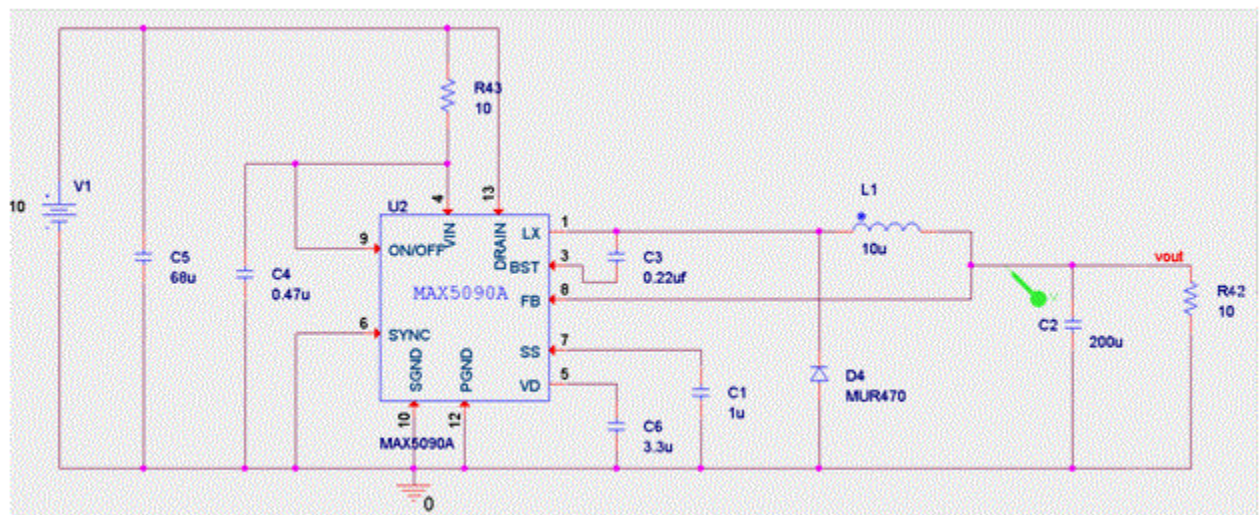 R43
10
V1
10
C5
68u
C4
0.47u
U2
4
13
VIN
DRAIN
9
ON/OFF
MAX5090A
6
SYNC
SGND
PGND
10
12
MAX5090A
LX
1
BST
3
FB
8
SS
7
VD
5
C3
0.22uf
C6
3.3u
C1
1u
L1
10u
D4
MUR470
vout
V
C2
200u
R42
10
0